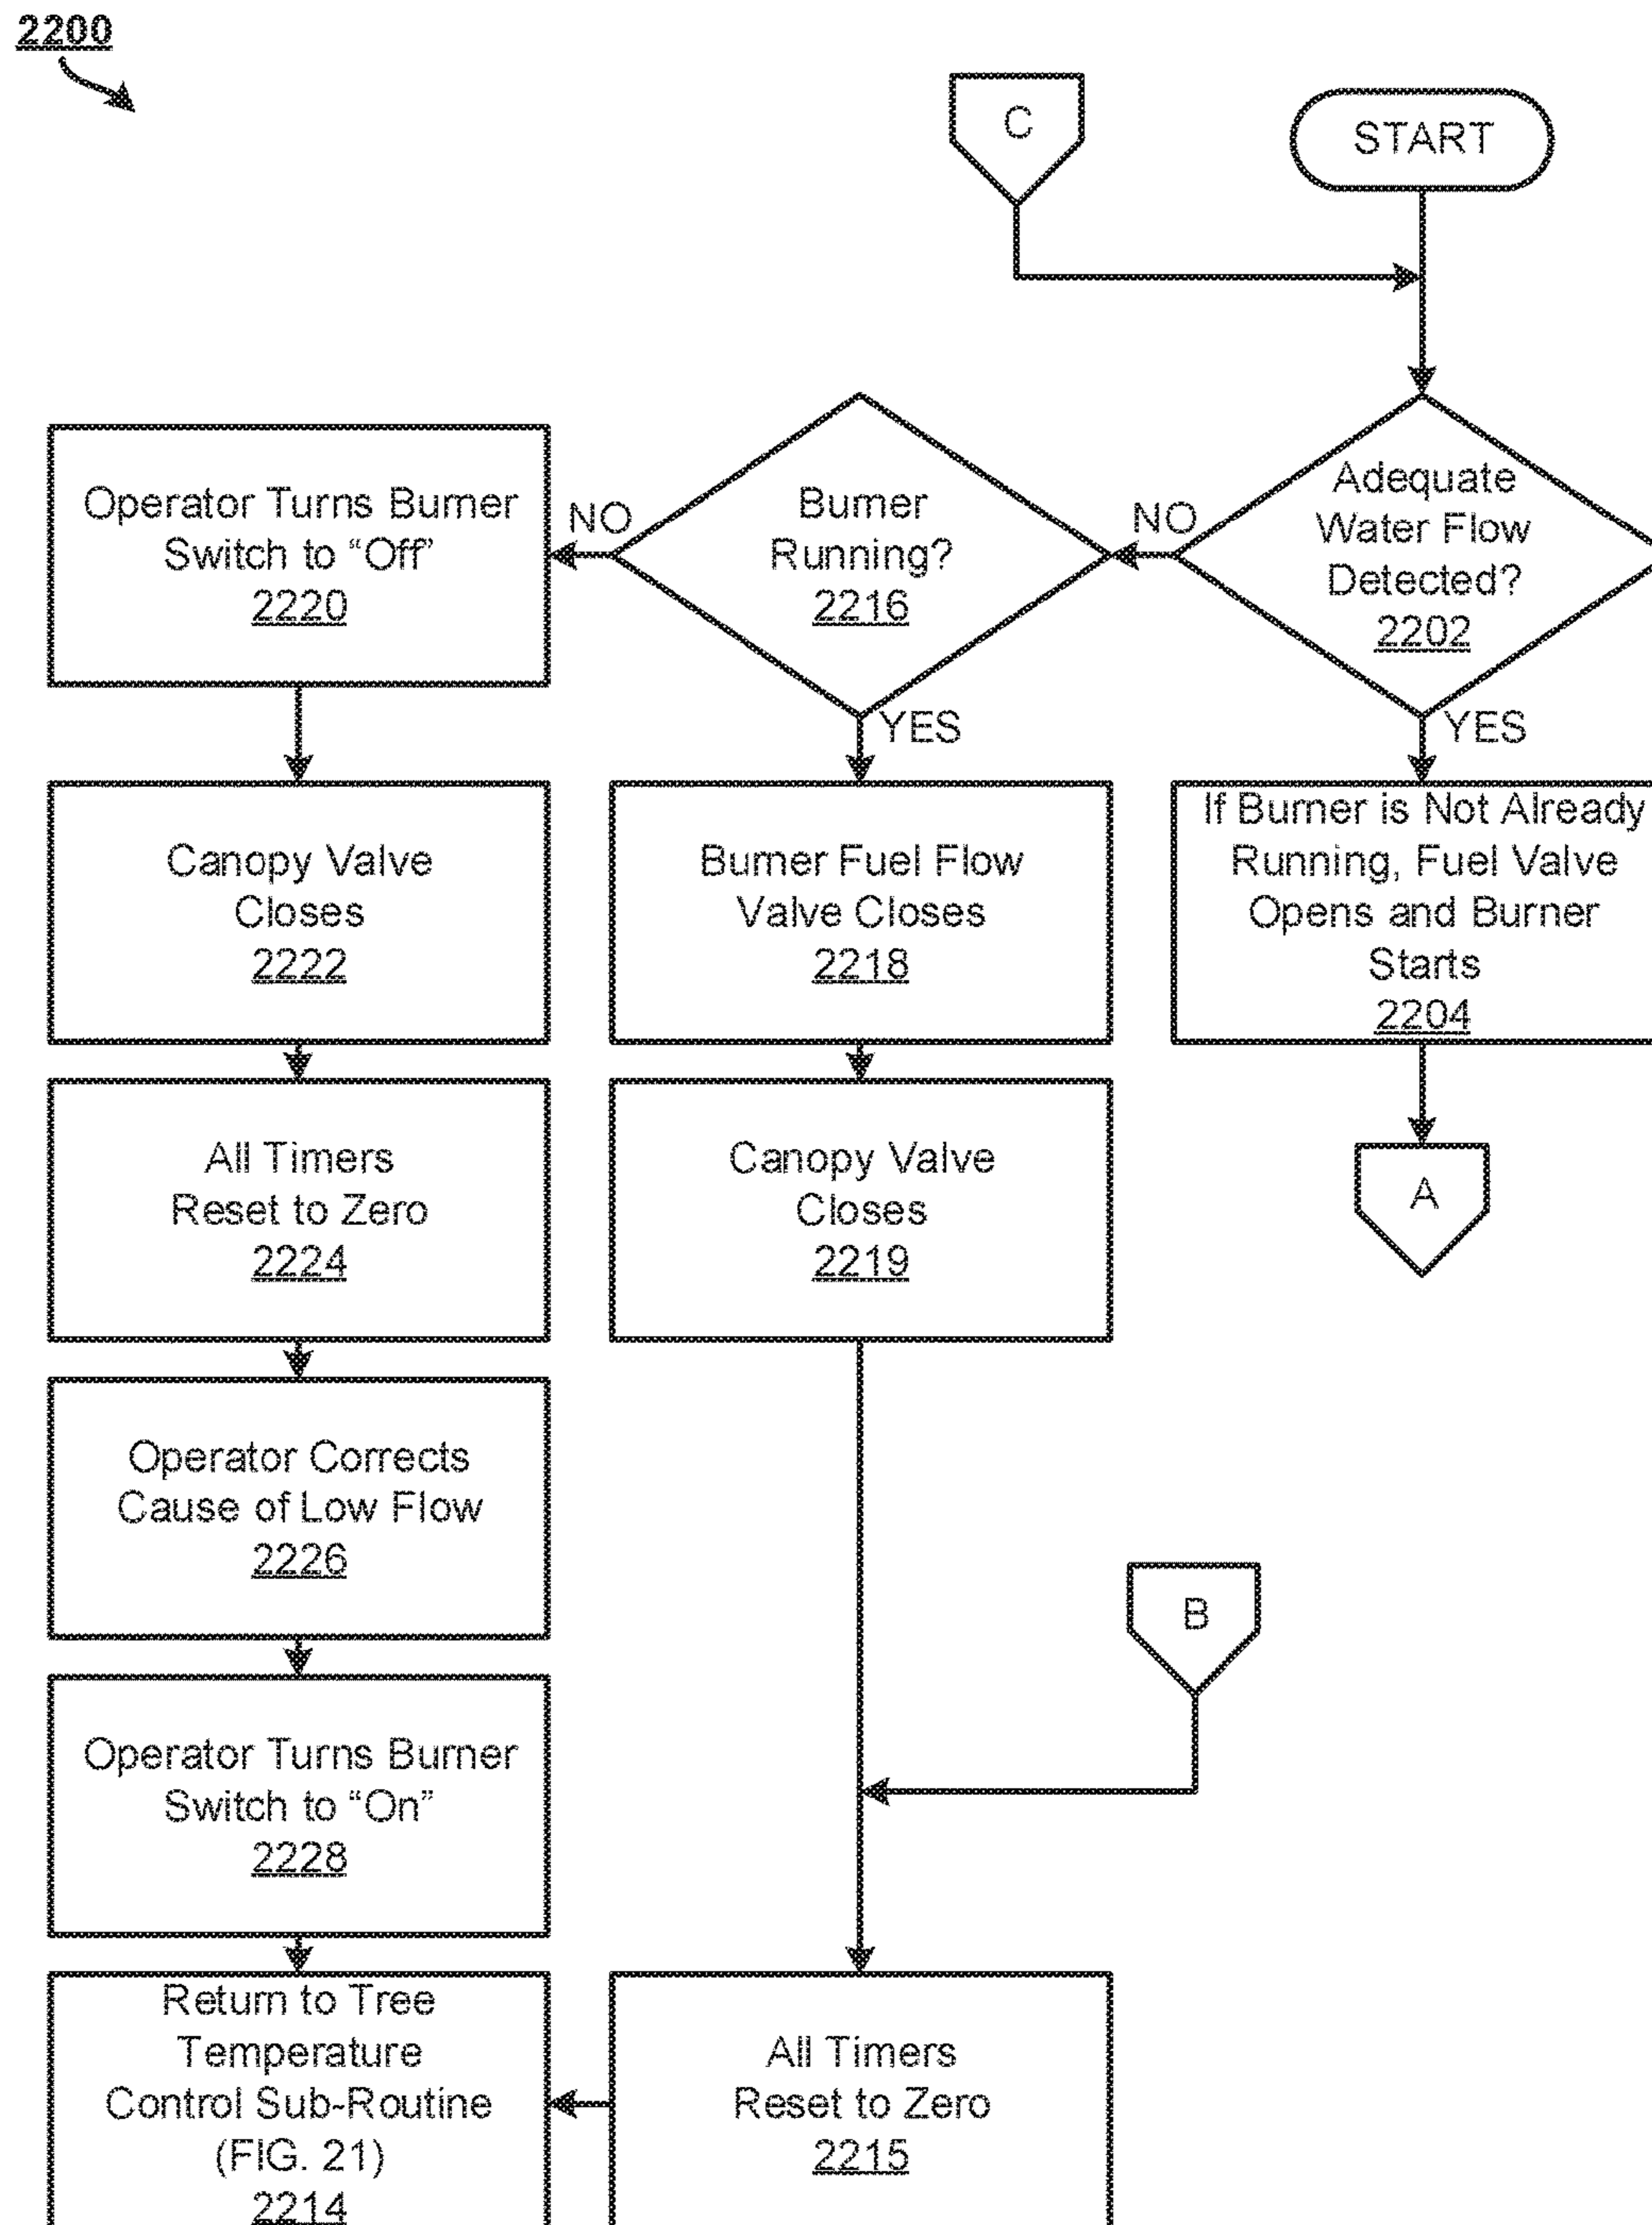 2200
C
START
Adequate
Water Flow
Detected?
2202
NO
YES
Burner
Running?
2216
NO
YES
Operator Turns Burner
Switch to “Off”
2220
Canopy Valve
Closes
2222
Burner Fuel Flow
Valve Closes
2218
If Burner is Not Already
Running, Fuel Valve
Opens and Burner
Starts
2204
All Timers
Reset to Zero
2224
Canopy Valve
Closes
2219
A
Operator Corrects
Cause of Low Flow
2226
B
Operator Turns Burner
Switch to “On”
2228
Return to Tree
Temperature
Control Sub-Routine
(FIG. 21)
2214
All Timers
Reset to Zero
2215